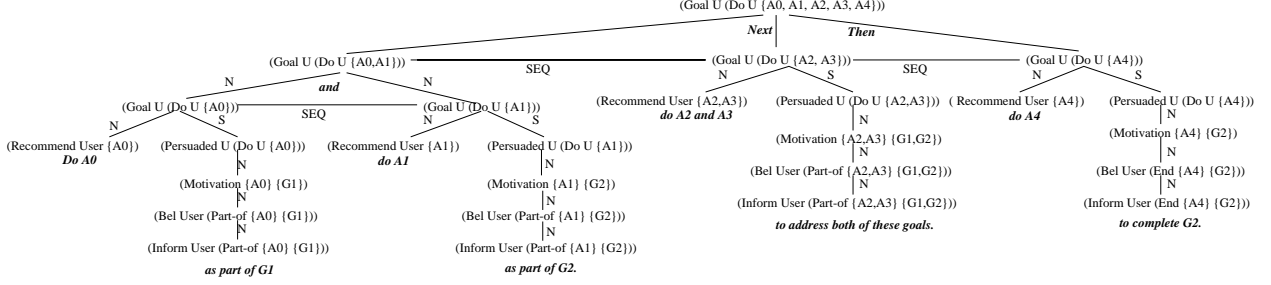 (Goal U (Do U {A0, A1, A2, A3, A4}))
Next Then
(Goal U (Do U {A0,A1})) SEQ (Goal U (Do U {A2, A3})) SEQ (Goal U (Do U {A4}))
N and N N S N S
(Goal U (Do U {A0})) SEQ (Goal U (Do U {A1})) (Recommend User {A2,A3}) (Persuaded U (Do U {A2,A3})) ( Recommend User {A4}) (Persuaded U (Do U {A4}))
N S N S do A2 and A3 N do A4 N
(Recommend User {A0}) (Persuaded U (Do U {A0})) (Recommend User {A1}) (Persuaded U (Do U {A1})) (Motivation {A2,A3} {G1,G2}) (Motivation {A4} {G2})
Do A0 N do A1 N N N
(Motivation {A0} {G1}) (Motivation {A1} {G2}) (Bel User (Part-of {A2,A3} {G1,G2})) (Bel User (End {A4} {G2}))
N N N N
(Bel User (Part-of {A0} {G1})) (Bel User (Part-of {A1} {G2})) (Inform User (Part-of {A2,A3} {G1,G2})) (Inform User (End {A4} {G2}))
N N to address both of these goals. to complete G2.
(Inform User (Part-of {A0} {G1})) (Inform User (Part-of {A1} {G2}))
as part of G1 as part of G2.